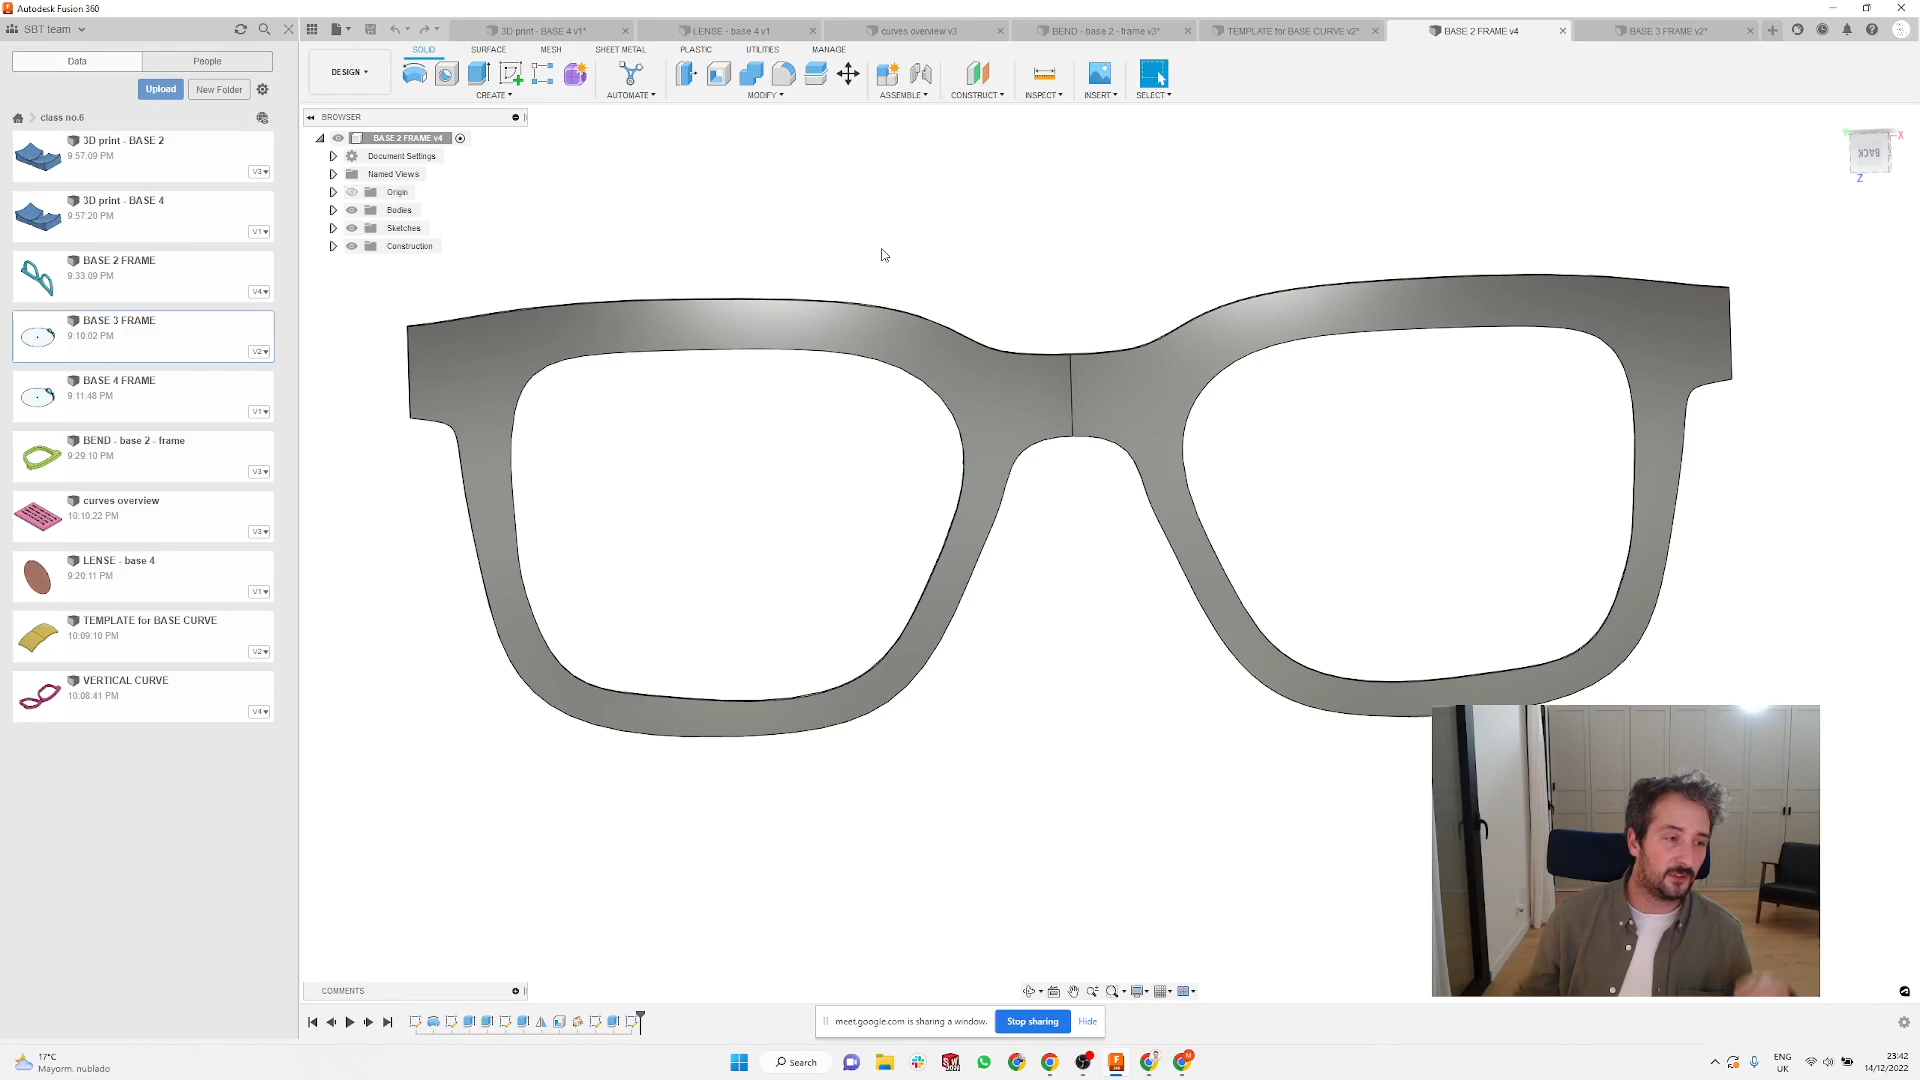 Autodesk Fusion 360
SBT team
3D print - BASE 4 v1*
LENSE - base 4 v1
curves overview v3
BEND - base 2 - frame v3*
TEMPLATE for BASE CURVE v2*
BASE 2 FRAME v4
BASE 3 FRAME v2*
Data
People
Upload
New Folder
class no.6
3D print - BASE 2
9:57:09 PM
V3
3D print - BASE 4
9:57:20 PM
V1
BASE 2 FRAME
9:33:09 PM
V4
BASE 3 FRAME
9:10:02 PM
V2
BASE 4 FRAME
9:11:48 PM
V1
BEND - base 2 - frame
9:29:10 PM
V3
curves overview
10:10:22 PM
V3
LENSE - base 4
9:20:11 PM
V1
TEMPLATE for BASE CURVE
10:09:10 PM
V2
VERTICAL CURVE
10:08:41 PM
V4
DESIGN
SOLID
SURFACE
MESH
SHEET METAL
PLASTIC
UTILITIES
MANAGE
CREATE
AUTOMATE
MODIFY
ASSEMBLE
CONSTRUCT
INSPECT
INSERT
SELECT
BROWSER
BASE 2 FRAME v4
Document Settings
Named Views
Origin
Bodies
Sketches
Construction
Y
X
BACK
Z
COMMENTS
meet.google.com is sharing a window.
Stop sharing
Hide
17°C
Mayorm. nublado
Search
ENG
UK
23:42
14/12/2022